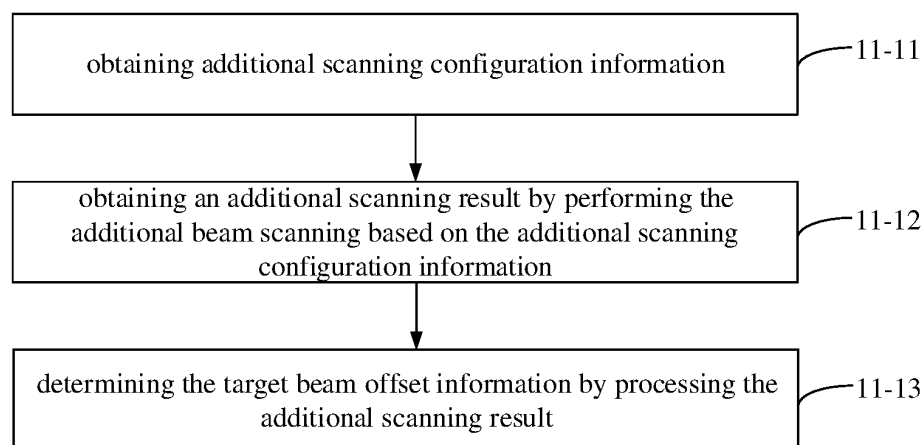 obtaining additional scanning configuration information
11-11
obtaining an additional scanning result by performing the
additional beam scanning based on the additional scanning
configuration information
11-12
determining the target beam offset information by processing the
additional scanning result
11-13